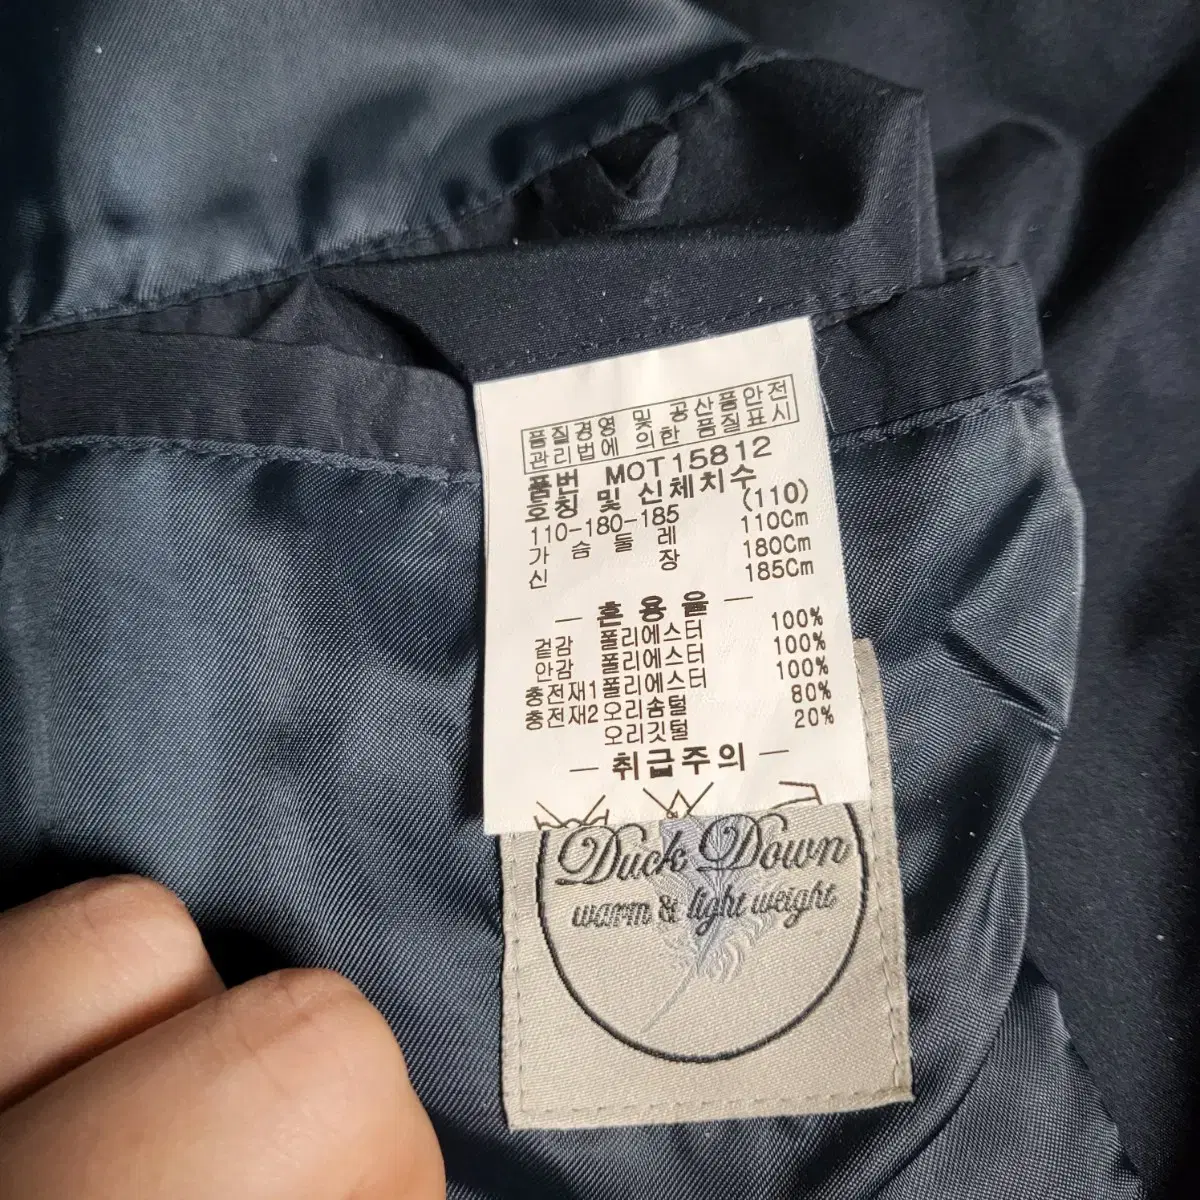 품질경영 및 공산품안전
관리법에 의한 품질표시
품번 MOT15812
호칭 및 신체치수
110-180-185 (110)
가 슴 둘 레 110Cm
180Cm
신 장 185Cm
— 혼 용 율 —
겉감 폴리에스터 100%
안감 폴리에스터 100%
충전재1 폴리에스터 100%
충전재2 오리솜털 80%
오리깃털 20%
— 취급주의 —
Duck Down
warm & light weight